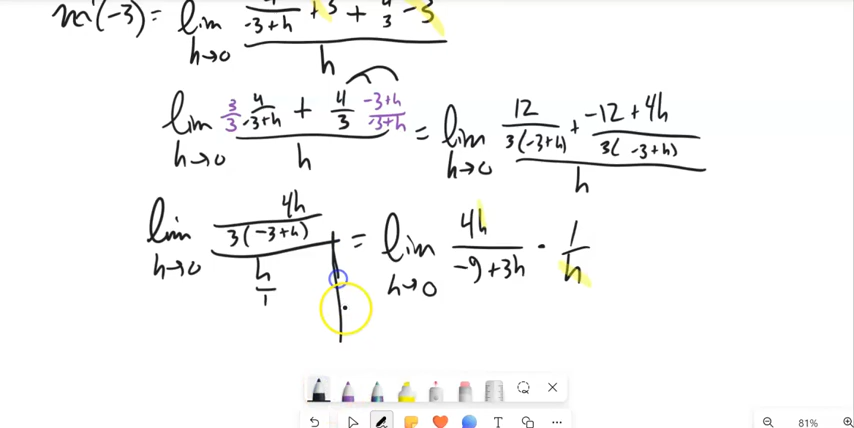 m'(-3) = lim h→0 (4/(-3+h) + 3 + 4/3 - 3)/h
lim h→0 (3/3 4/(-3+h) + 4/3 (-3+h)/(-3+h))/h = lim h→0 (12/(3(-3+h)) + (-12+4h)/(3(-3+h)))/h
lim h→0 (4h/(3(-3+h)))/(h/1) = lim h→0 4h/(-9+3h) · 1/h
T
81%